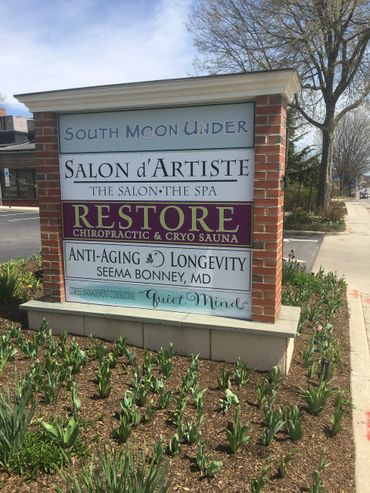 SOUTH MOON UNDER
SALON d'ARTISTE
THE SALON•THE SPA
RESTORE
CHIROPRACTIC & CRYO SAUNA
ANTI-AGING LONGEVITY
SEEMA BONNEY, MD
STRESS MANAGEMENT CONSULTING Quiet Mind